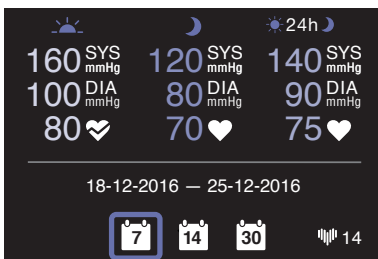 24h
160 SYS mmHg 120 SYS mmHg 140 SYS mmHg
100 DIA mmHg 80 DIA mmHg 90 DIA mmHg
80 70 75
18-12-2016 — 25-12-2016
7 14 30 14